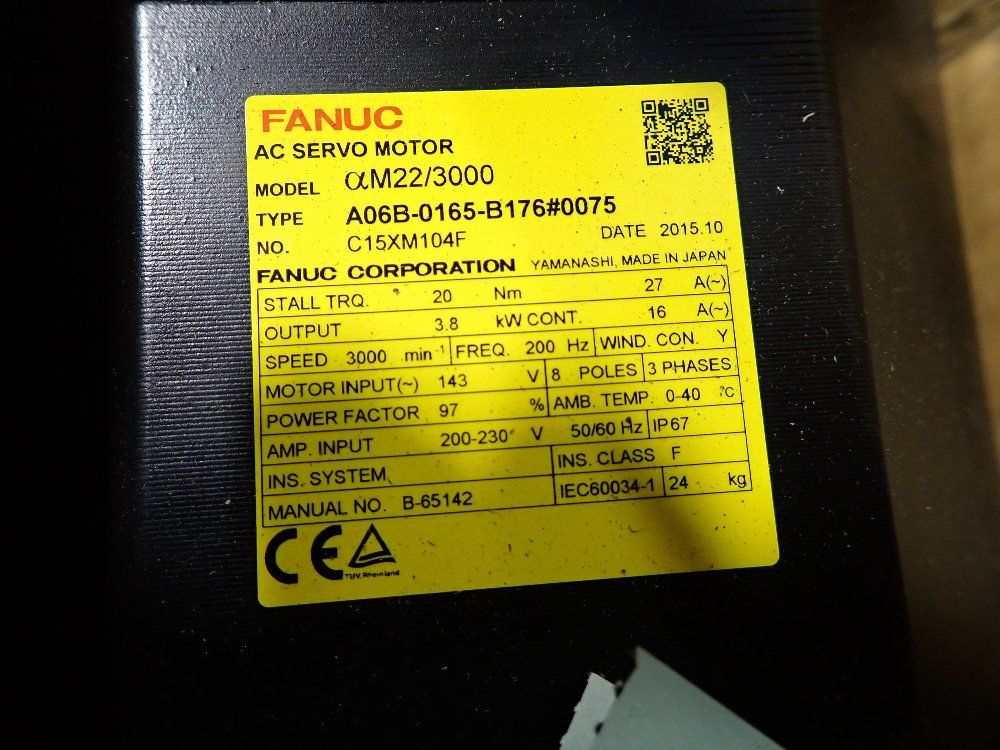 FANUC
AC SERVO MOTOR
MODEL αM22/3000
TYPE A06B-0165-B176#0075
NO. C15XM104F DATE 2015.10
FANUC CORPORATION YAMANASHI, MADE IN JAPAN
STALL TRQ. 20 Nm 27 A(~)
OUTPUT 3.8 kW CONT. 16 A(~)
SPEED 3000 min-1 FREQ. 200 Hz WIND. CON. Y
MOTOR INPUT(~) 143 V 8 POLES 3 PHASES
POWER FACTOR 97 % AMB. TEMP. 0-40 °C
AMP. INPUT 200-230 V 50/60 Hz IP67
INS. SYSTEM INS. CLASS F
MANUAL NO. B-65142 IEC60034-1 24 kg
CE
TUV Rheinland